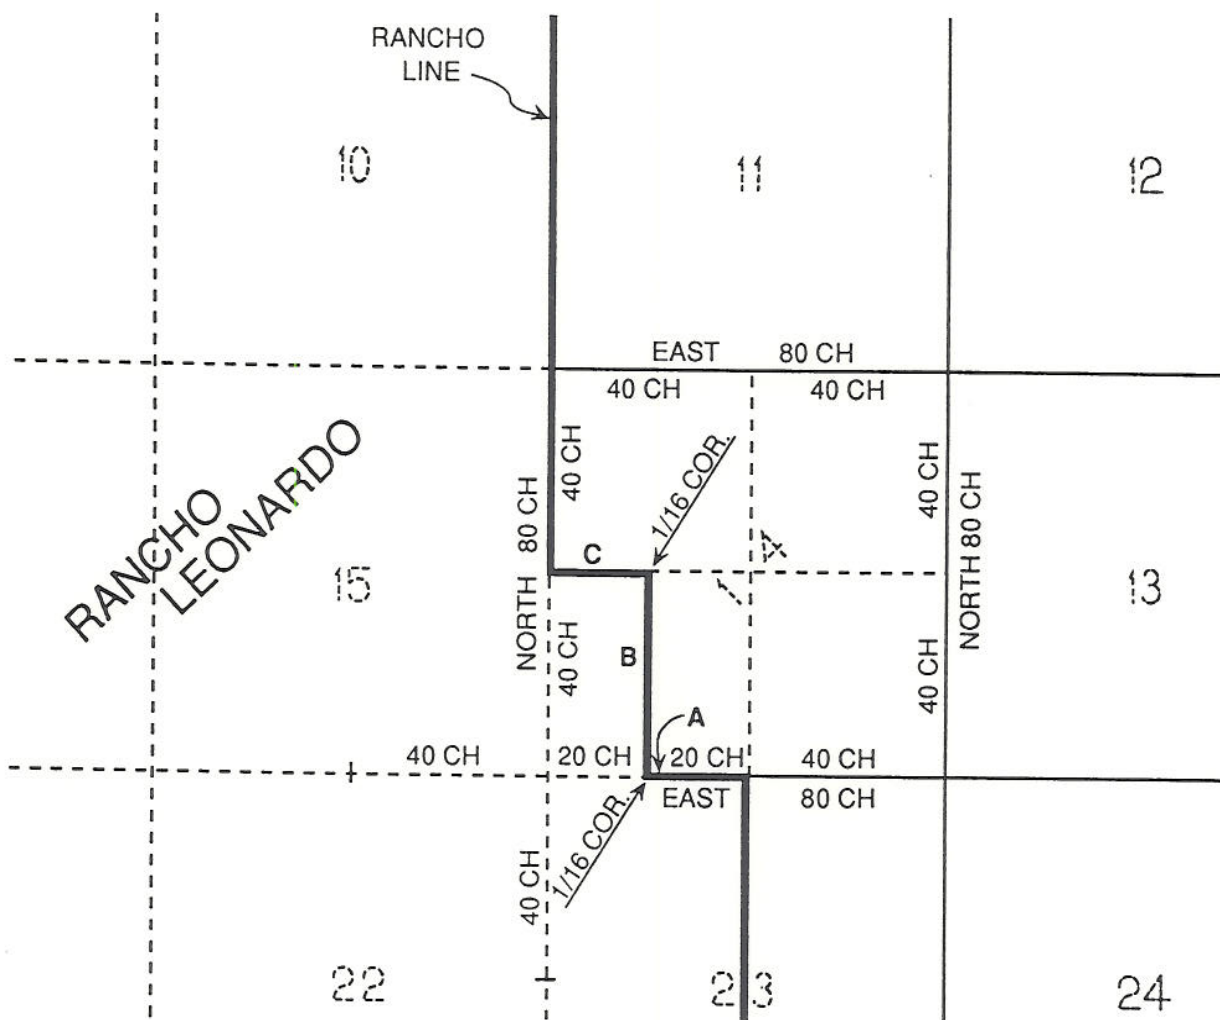 RANCHO
LINE
10
11
12
EAST 80 CH
40 CH 40 CH
RANCHO
LEONARDO
40 CH
1/16 COR.
40 CH
NORTH 80 CH
NORTH 80 CH
C
14
15
13
40 CH
B
40 CH
A
40 CH 20 CH 20 CH 40 CH
EAST 80 CH
1/16 COR.
40 CH
22
23
24